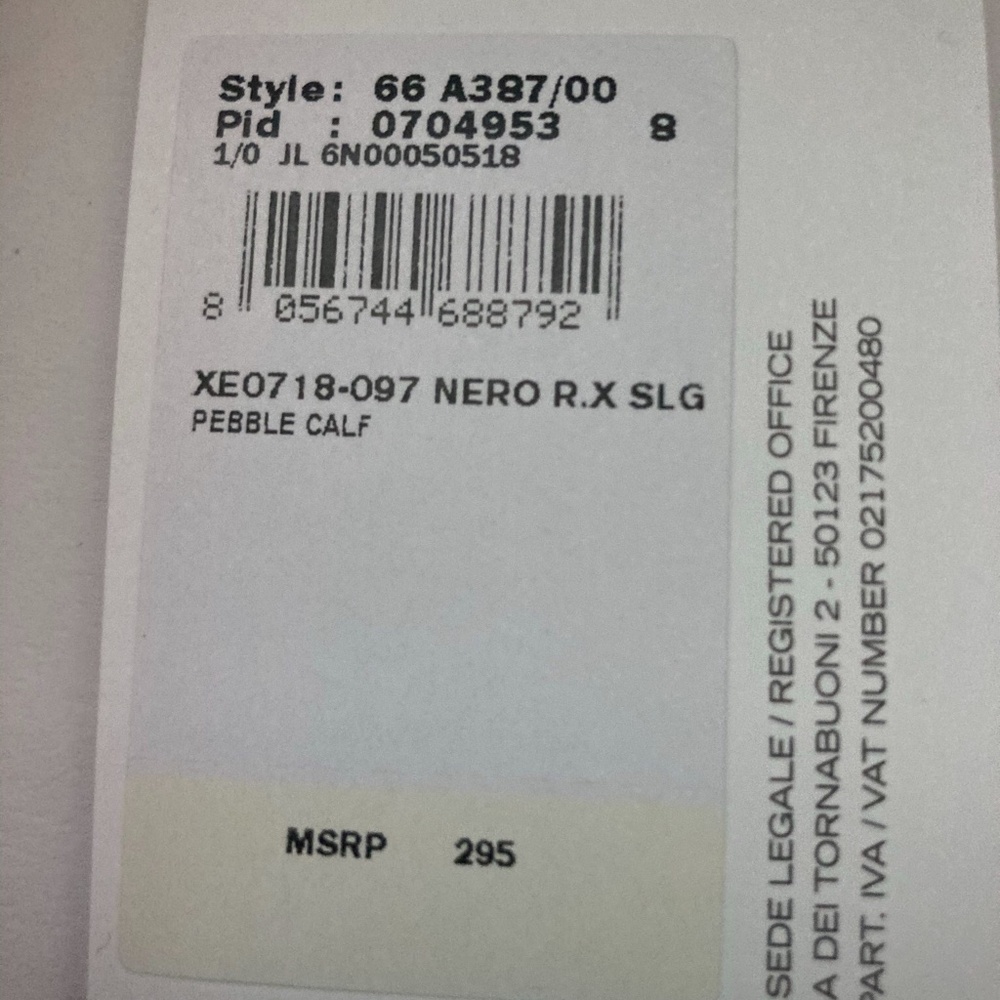 Style: 66 A387/00
Pid : 0704953 8
1/0 JL 6N00050518
8 056744 688792
XE0718-097 NERO R.X SLG
PEBBLE CALF
MSRP 295
SEDE LEGALE / REGISTERED OFFICE
A DEI TORNABUONI 2 - 50123 FIRENZE
PART. IVA / VAT NUMBER 02175200480